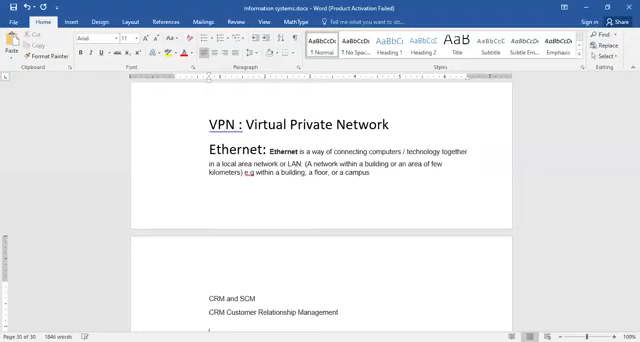 Information systems.docx - Word (Product Activation Failed)
File Home Insert Design Layout References Mailings Review View MathType Tell me what you want to do... Sign in Share
Cut
Copy
Format Painter
Paste
Arial 11
Clipboard Font Paragraph Styles Editing
AaBbCcDc AaBbCcDc AaBbCc AaBbCcE AaB AaBbCcD AaBbCcDc AaBbCcDc
¶ Normal ¶ No Spac... Heading 1 Heading 2 Title Subtitle Subtle Em... Emphasis
Find
Replace
Select
VPN : Virtual Private Network
Ethernet: Ethernet is a way of connecting computers / technology together
in a local area network or LAN. (A network within a building or an area of few
kilometers) e.g within a building, a floor, or a campus
CRM and SCM
CRM Customer Relationship Management
Page 30 of 30 1846 words 100%